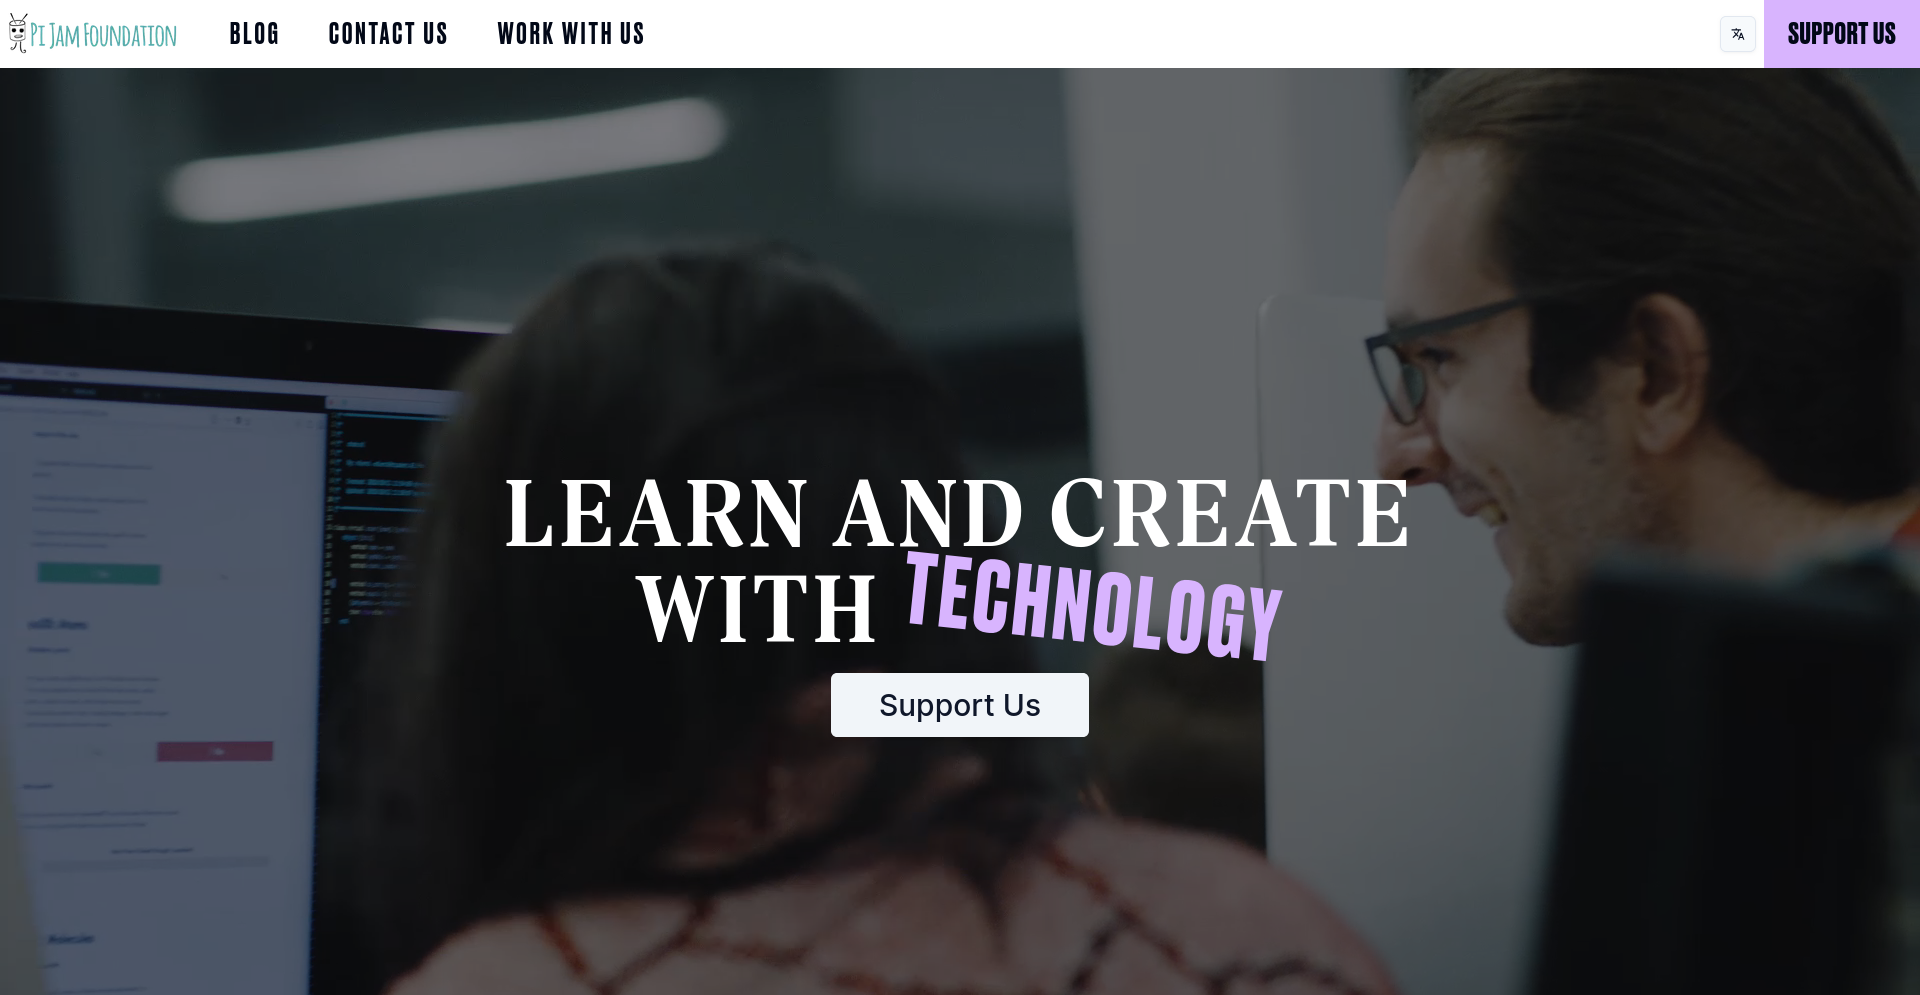 Pi Jam Foundation
BLOG
CONTACT US
WORK WITH US
SUPPORT US
LEARN AND CREATE
WITH TECHNOLOGY
Support Us